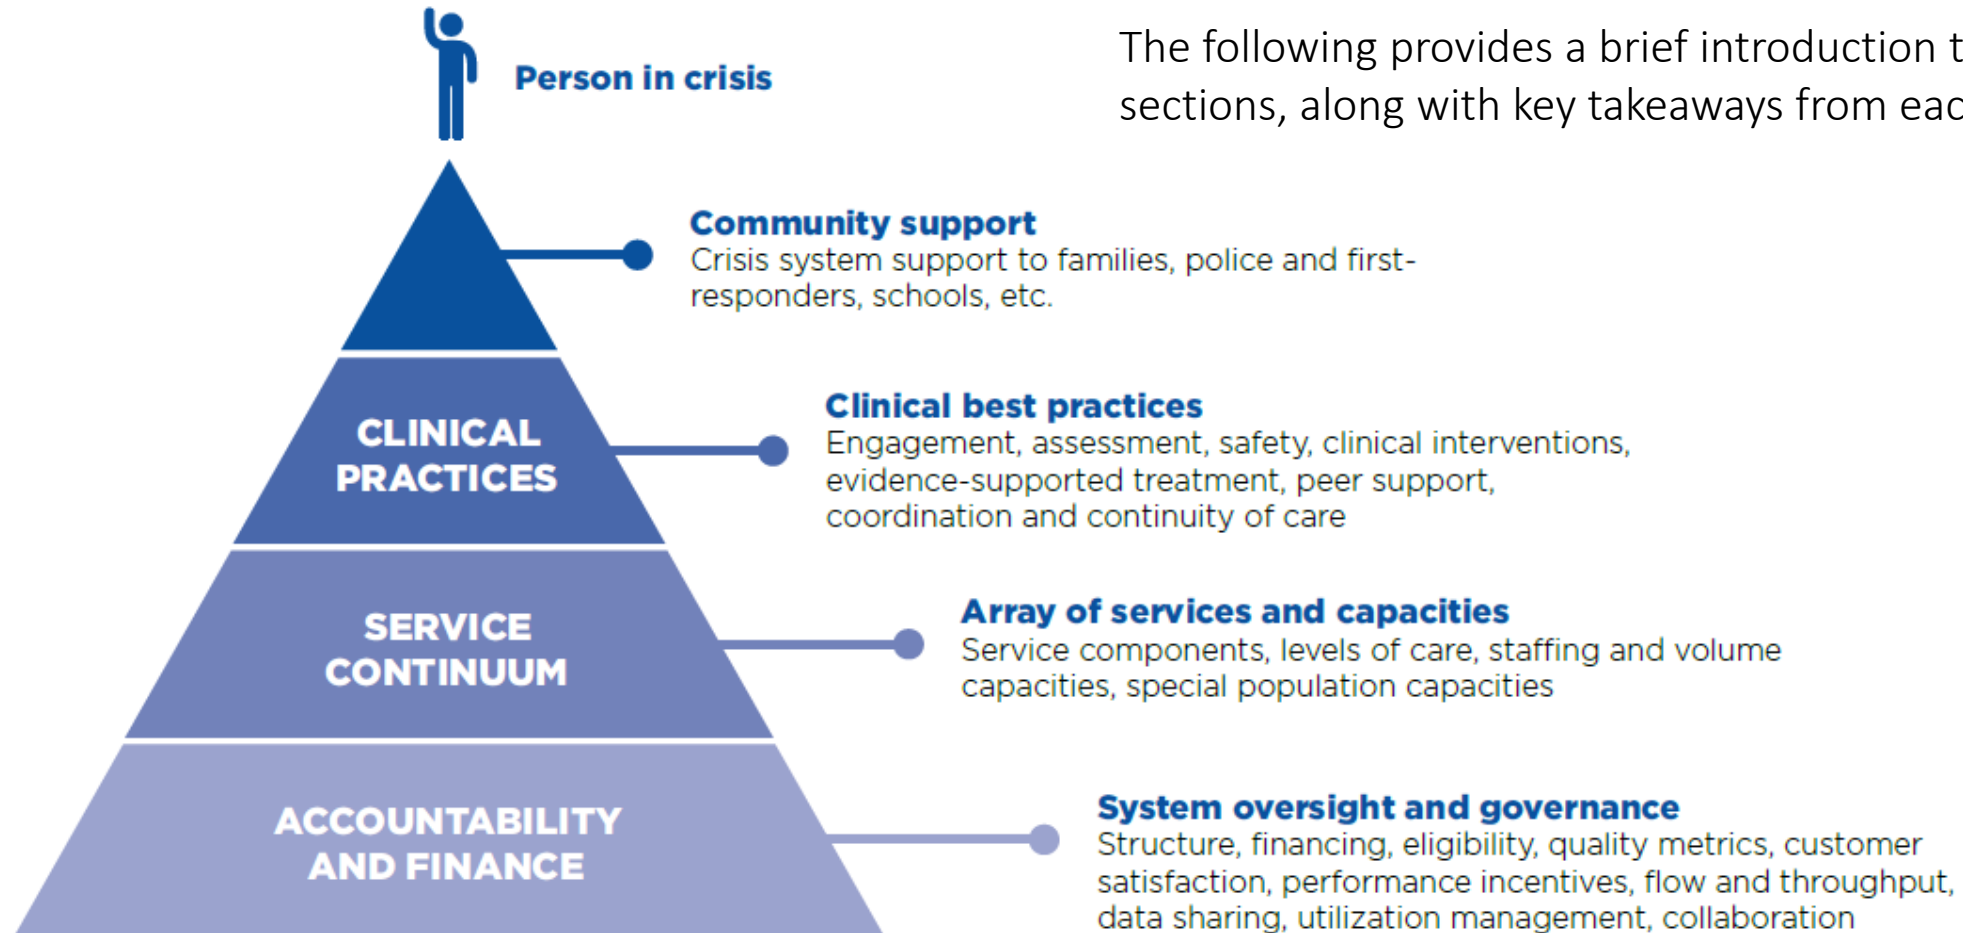 Person in crisis
The following provides a brief introduction t
sections, along with key takeaways from eac
Community support
Crisis system support to families, police and first-
responders, schools, etc.
CLINICAL
PRACTICES
Clinical best practices
Engagement, assessment, safety, clinical interventions,
evidence-supported treatment, peer support,
coordination and continuity of care
SERVICE
CONTINUUM
Array of services and capacities
Service components, levels of care, staffing and volume
capacities, special population capacities
ACCOUNTABILITY
AND FINANCE
System oversight and governance
Structure, financing, eligibility, quality metrics, customer
satisfaction, performance incentives, flow and throughput,
data sharing, utilization management, collaboration